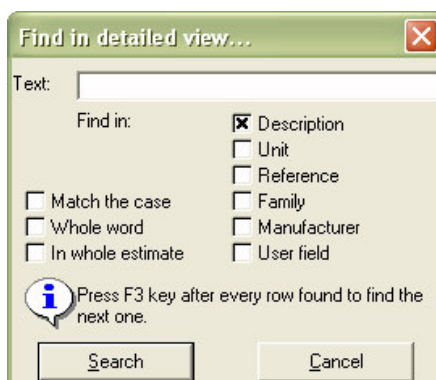 Find in detailed view...
Text:
Find in:
Description
Unit
Reference
Match the case
Family
Whole word
Manufacturer
In whole estimate
User field
Press F3 key after every row found to find the
next one.
Search
Cancel